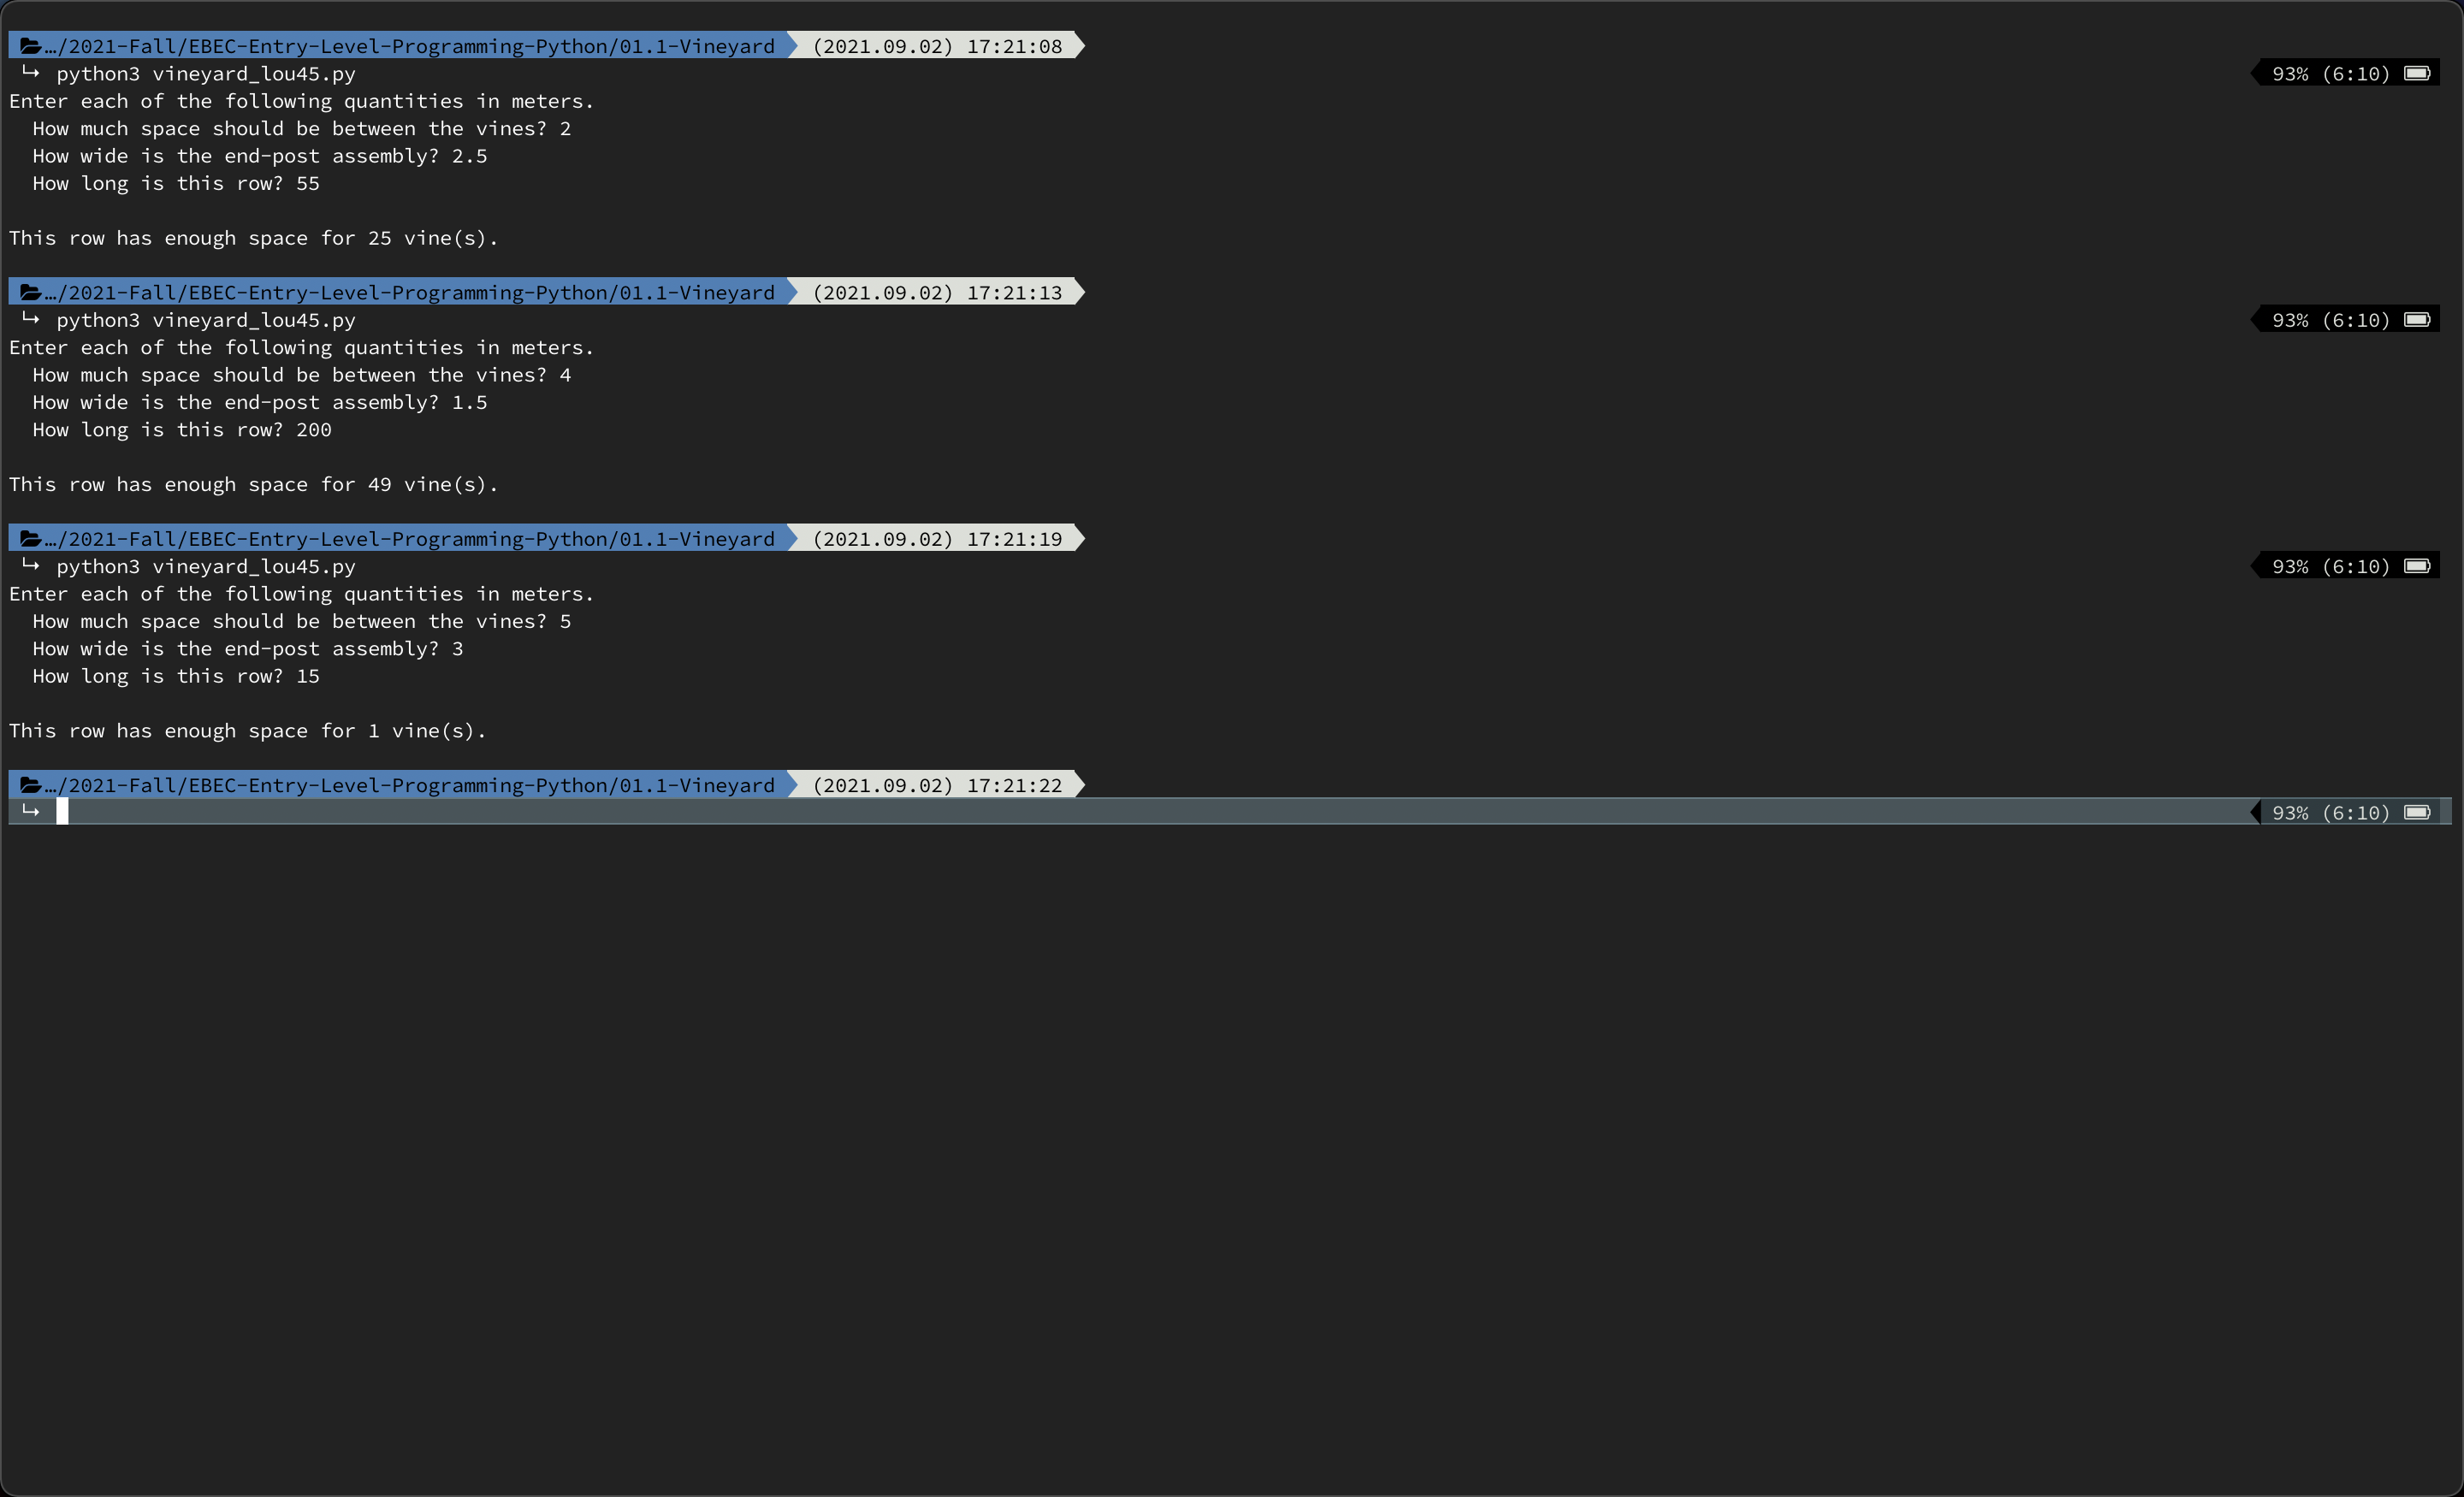 …/2021-Fall/EBEC-Entry-Level-Programming-Python/01.1-Vineyard (2021.09.02) 17:21:08
↪ python3 vineyard_lou45.py 93% (6:10)
Enter each of the following quantities in meters.
How much space should be between the vines? 2
How wide is the end-post assembly? 2.5
How long is this row? 55
This row has enough space for 25 vine(s).
…/2021-Fall/EBEC-Entry-Level-Programming-Python/01.1-Vineyard (2021.09.02) 17:21:13
↪ python3 vineyard_lou45.py 93% (6:10)
Enter each of the following quantities in meters.
How much space should be between the vines? 4
How wide is the end-post assembly? 1.5
How long is this row? 200
This row has enough space for 49 vine(s).
…/2021-Fall/EBEC-Entry-Level-Programming-Python/01.1-Vineyard (2021.09.02) 17:21:19
↪ python3 vineyard_lou45.py 93% (6:10)
Enter each of the following quantities in meters.
How much space should be between the vines? 5
How wide is the end-post assembly? 3
How long is this row? 15
This row has enough space for 1 vine(s).
…/2021-Fall/EBEC-Entry-Level-Programming-Python/01.1-Vineyard (2021.09.02) 17:21:22
↪ 93% (6:10)